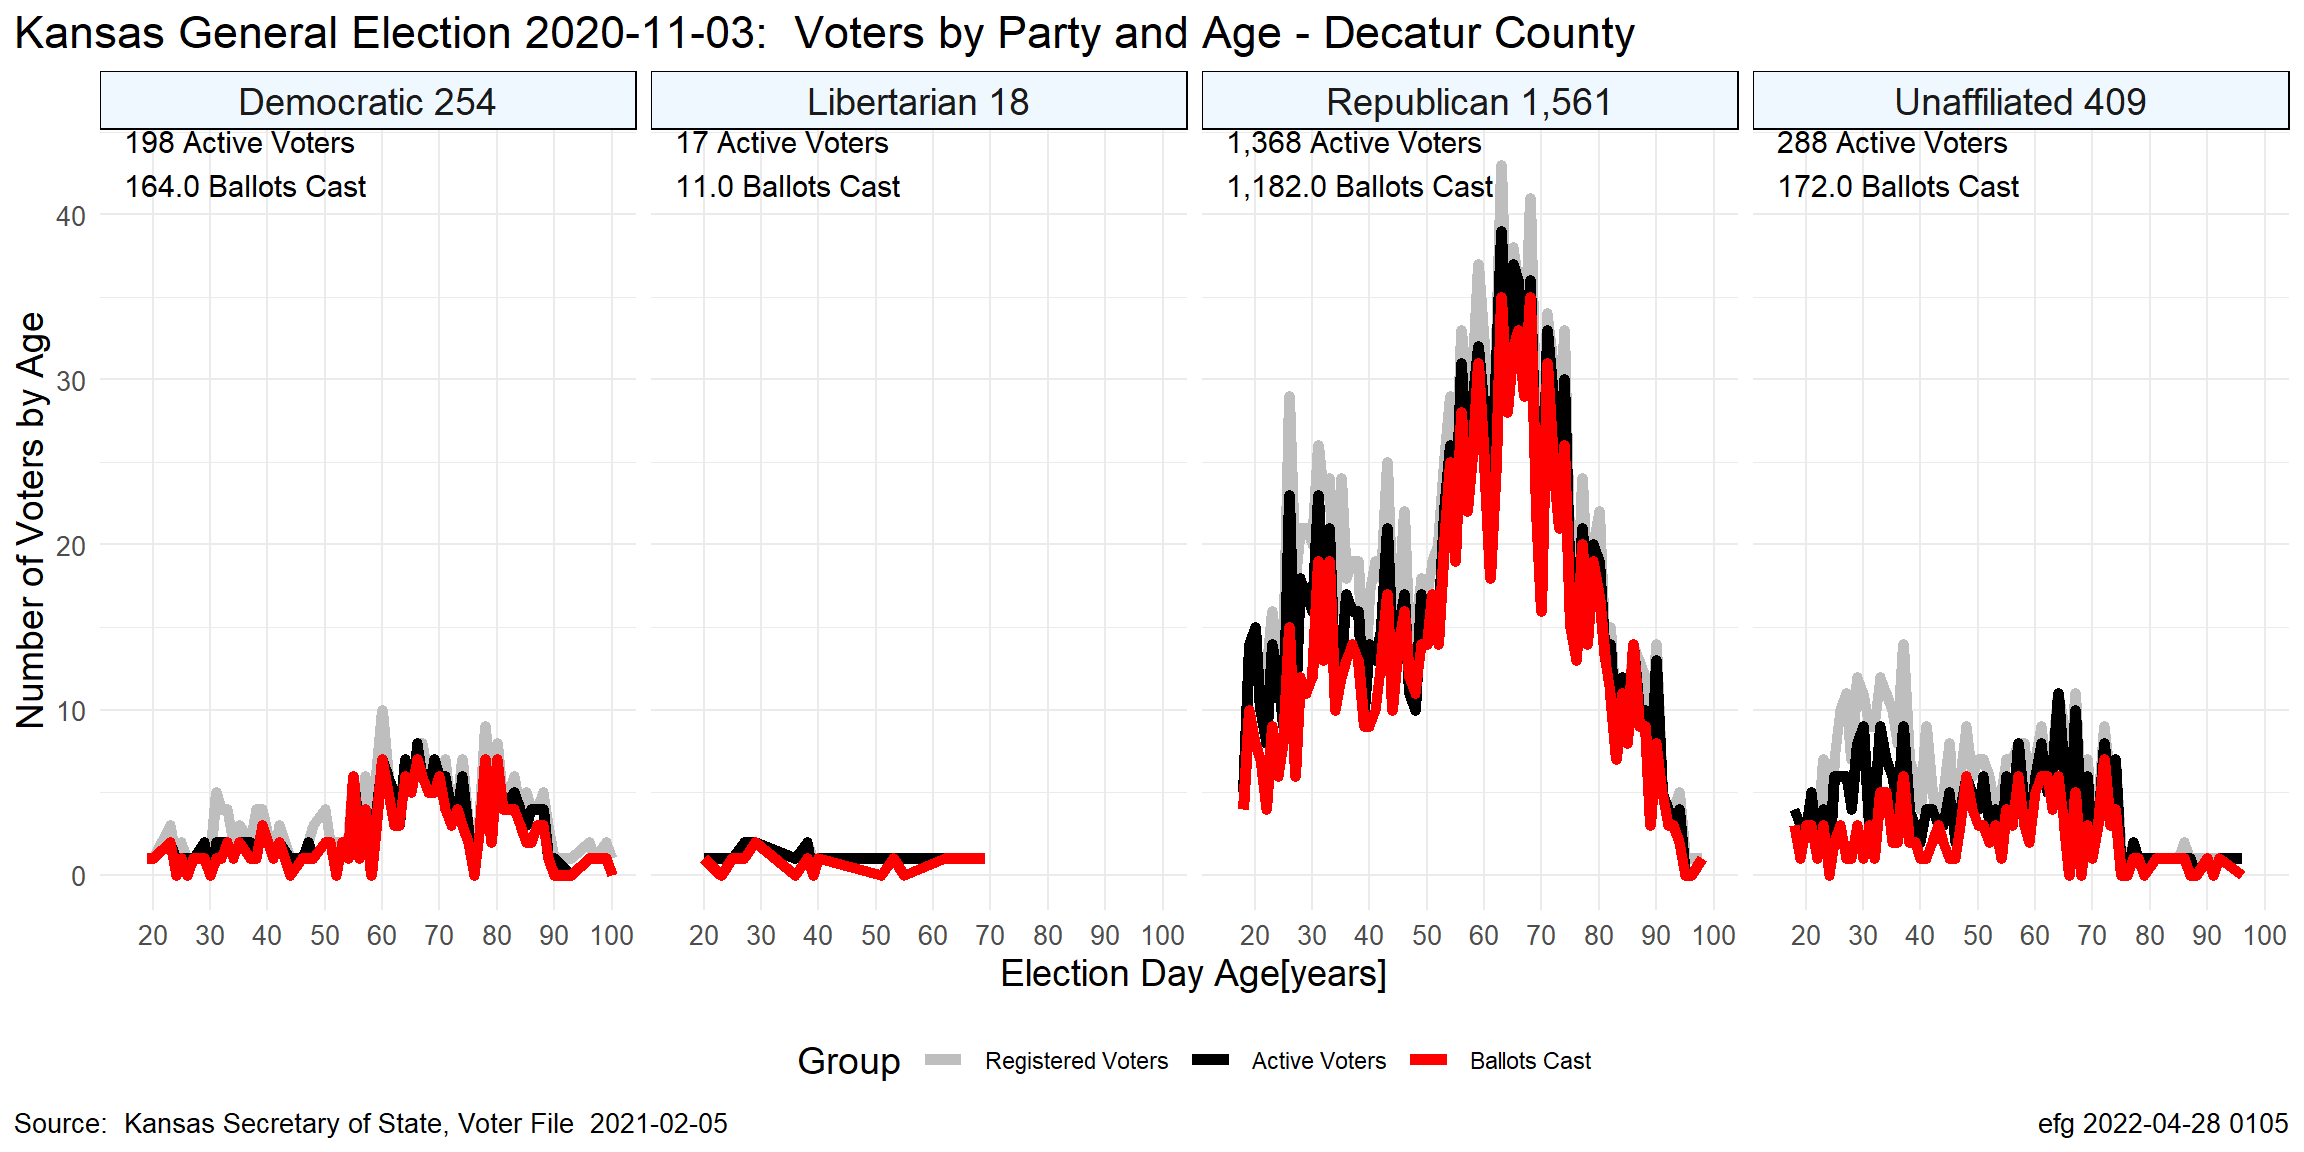 Kansas General Election 2020-11-03:  Voters by Party and Age - Decatur County
Democratic 254
Libertarian 18
Republican 1,561
Unaffiliated 409
198 Active Voters
164.0 Ballots Cast
17 Active Voters
11.0 Ballots Cast
1,368 Active Voters
1,182.0 Ballots Cast
288 Active Voters
172.0 Ballots Cast
Number of Voters by Age
40
30
20
10
0
20 30 40 50 60 70 80 90 100
20 30 40 50 60 70 80 90 100
20 30 40 50 60 70 80 90 100
20 30 40 50 60 70 80 90 100
Election Day Age[years]
Group Registered Voters Active Voters Ballots Cast
Source:  Kansas Secretary of State, Voter File  2021-02-05
efg 2022-04-28 0105